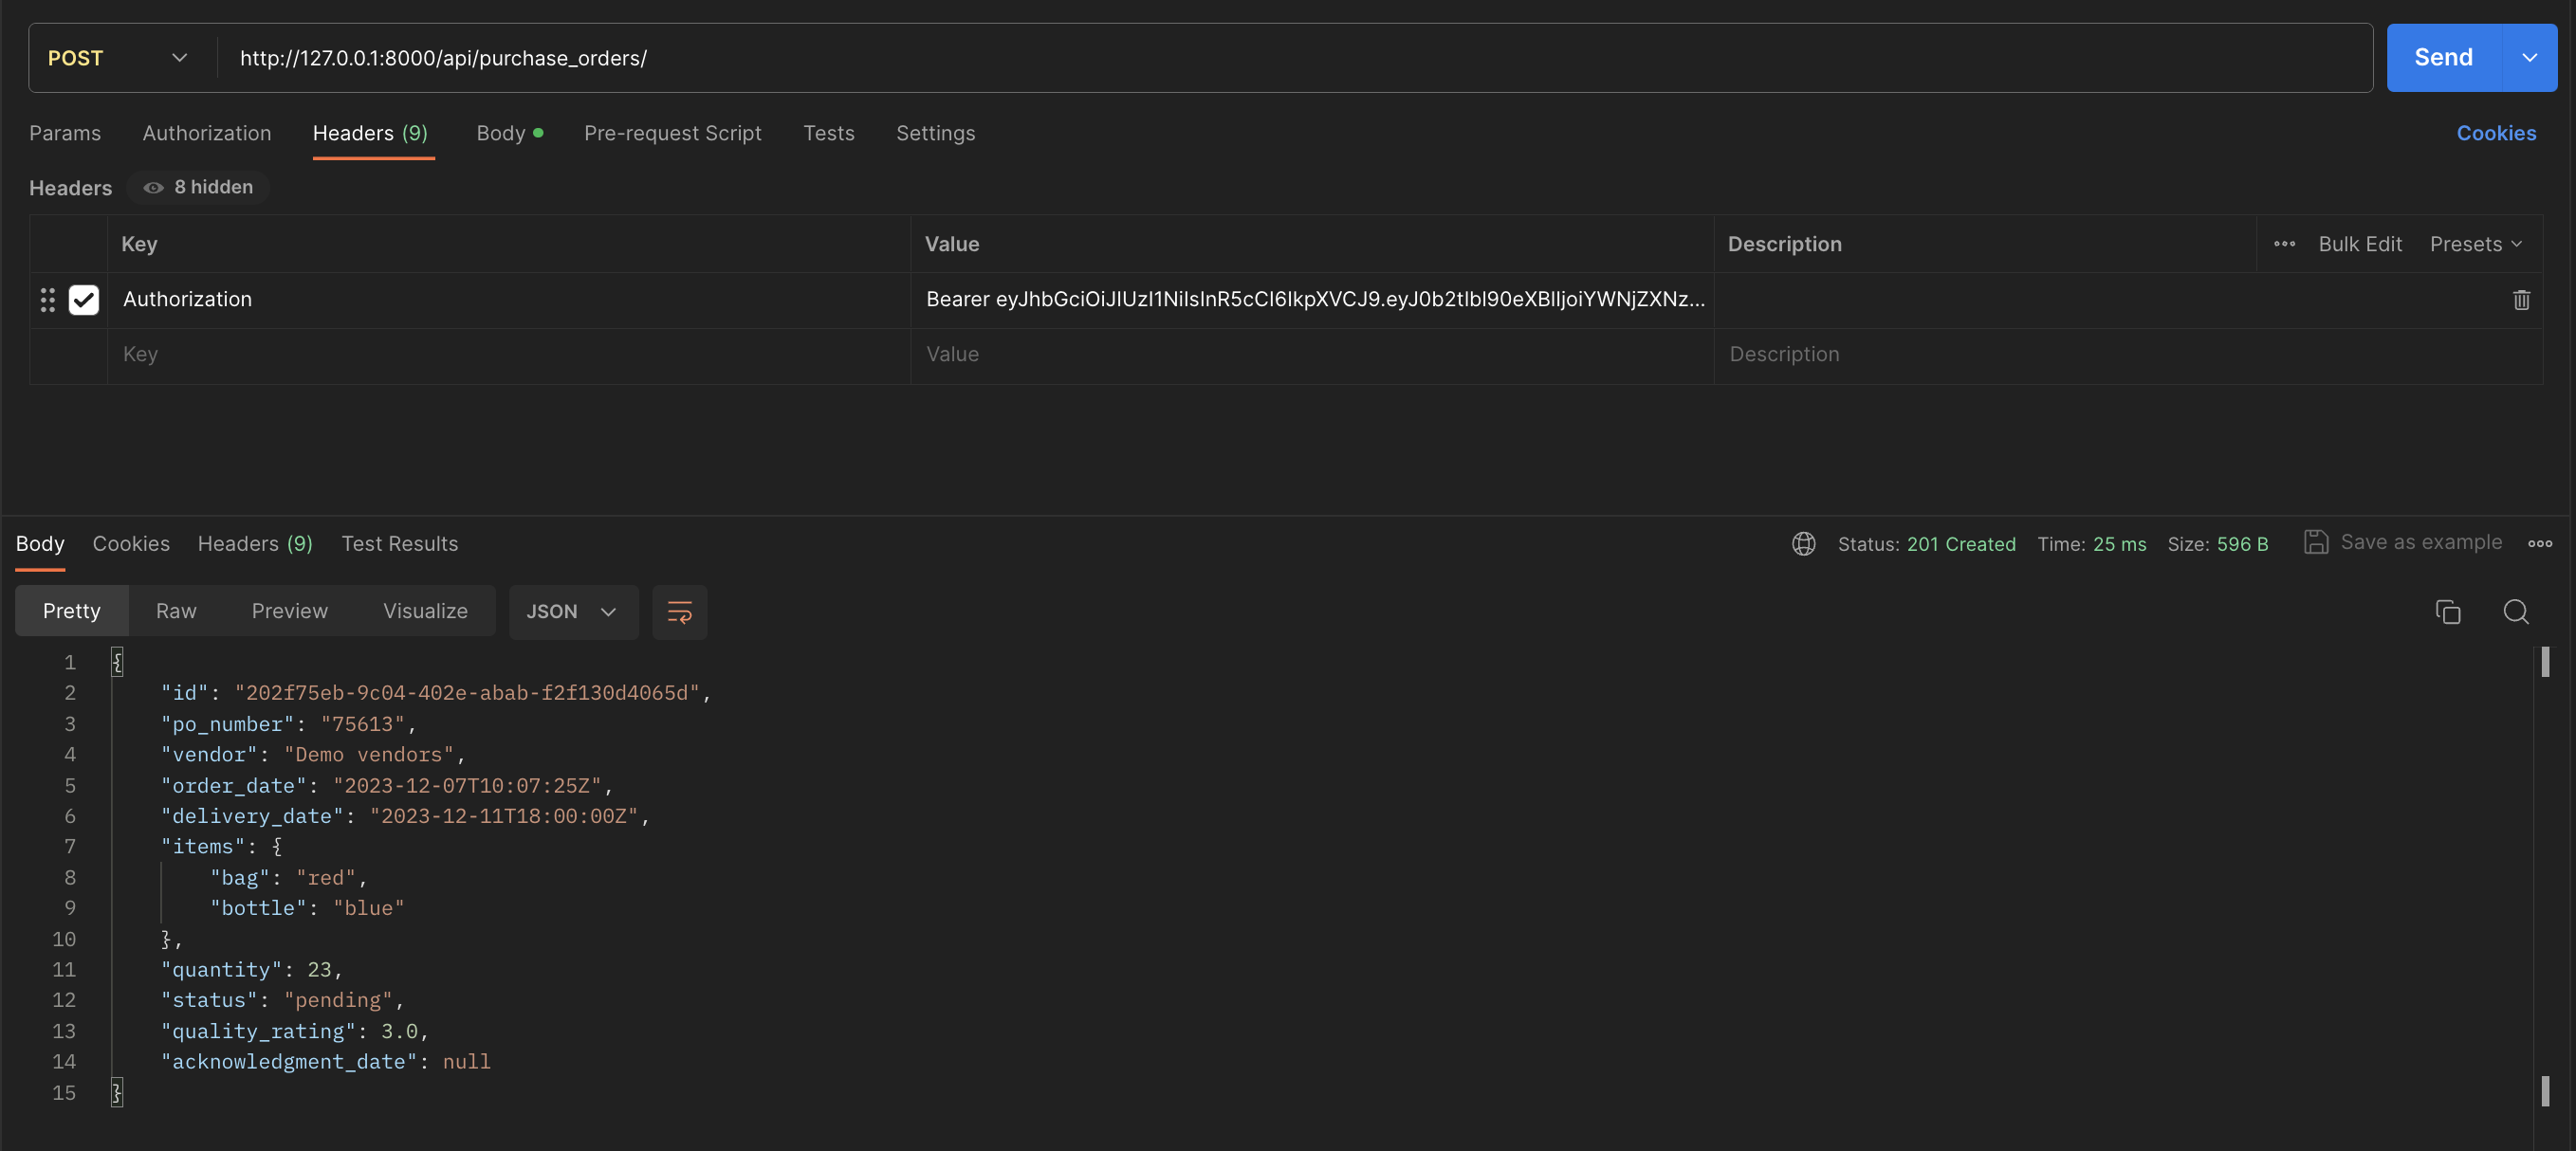 POST http://127.0.0.1:8000/api/purchase_orders/ Send
Params Authorization Headers (9) Body Pre-request Script Tests Settings Cookies
Headers 8 hidden
Key Value Description Bulk Edit Presets
Authorization Bearer eyJhbGciOiJIUzI1NiIsInR5cCI6IkpXVCJ9.eyJ0b2tlbl90eXBlIjoiYWNjZXNz...
Key Value Description
Body Cookies Headers (9) Test Results Status: 201 Created Time: 25 ms Size: 596 B Save as example
Pretty Raw Preview Visualize JSON
1 {
2 "id": "202f75eb-9c04-402e-abab-f2f130d4065d",
3 "po_number": "75613",
4 "vendor": "Demo vendors",
5 "order_date": "2023-12-07T10:07:25Z",
6 "delivery_date": "2023-12-11T18:00:00Z",
7 "items": {
8 "bag": "red",
9 "bottle": "blue"
10 },
11 "quantity": 23,
12 "status": "pending",
13 "quality_rating": 3.0,
14 "acknowledgment_date": null
15 }